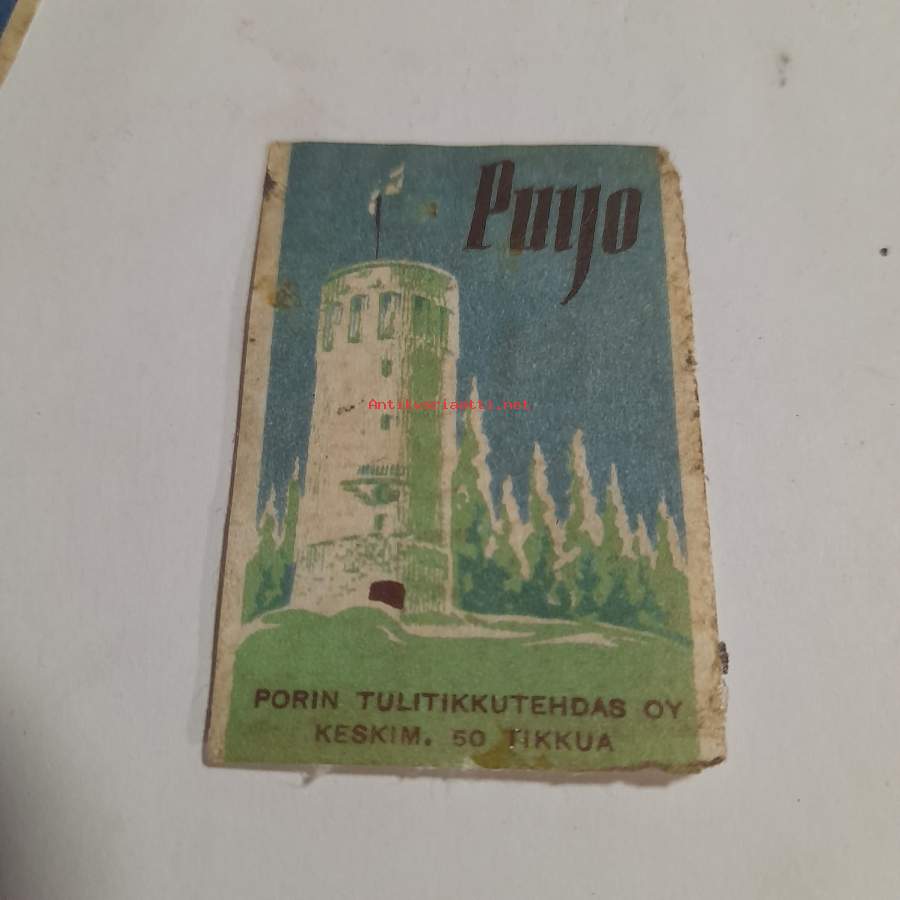 Puijo
Antikvariaatti.net
PORIN TULITIKKUTEHDAS OY
KESKIM. 50 TIKKUA